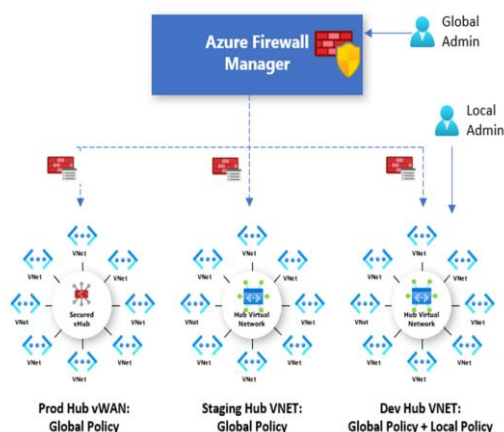 Azure Firewall
Manager
Global
Admin
Local
Admin
VNet
VNet
VNet
VNet
VNet
VNet
VNet
VNet
Secured
vHub
VNet
VNet
VNet
VNet
VNet
VNet
VNet
VNet
Hub Virtual
Network
VNet
VNet
VNet
VNet
VNet
VNet
VNet
VNet
Hub Virtual
Network
Prod Hub vWAN:
Global Policy
Staging Hub VNET:
Global Policy
Dev Hub VNET:
Global Policy + Local Policy